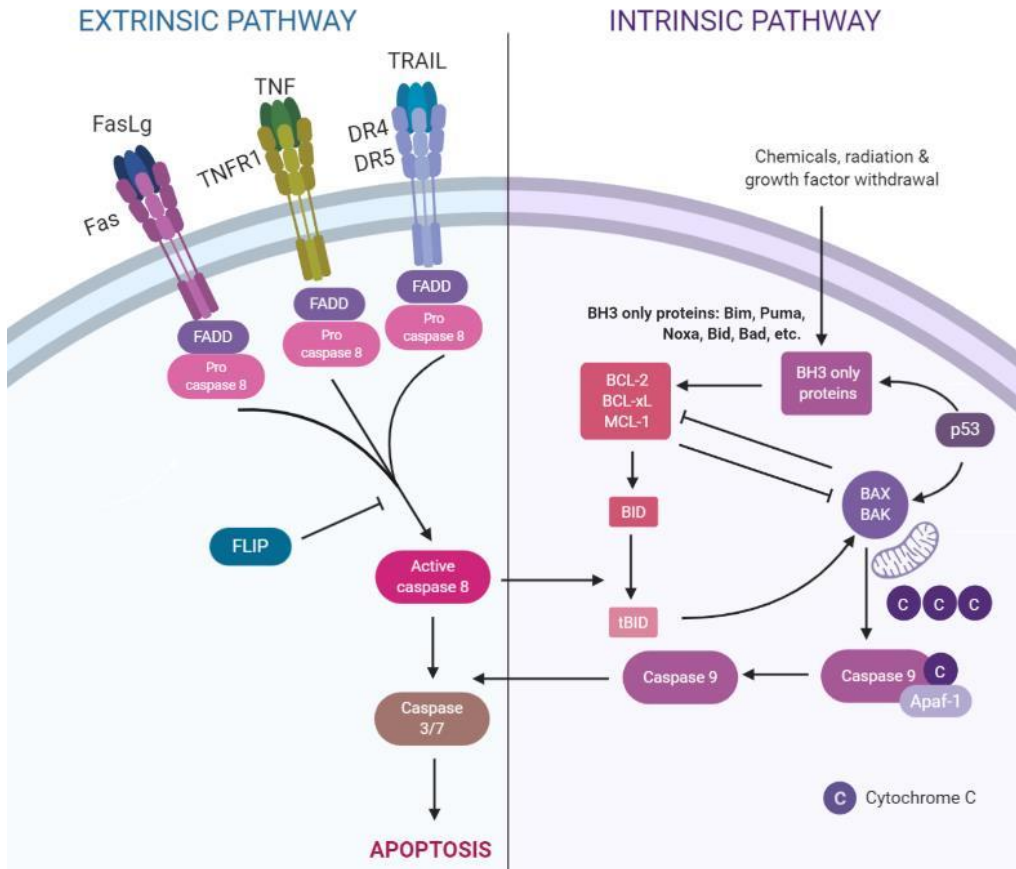 EXTRINSIC PATHWAY
INTRINSIC PATHWAY
TRAIL
TNF
FasLg
DR4
DR5
TNFR1
Fas
Chemicals, radiation &
growth factor withdrawal
FADD
Pro
caspase 8
FADD
Pro
caspase 8
FADD
Pro
caspase 8
BH3 only proteins: Bim, Puma,
Noxa, Bid, Bad, etc.
BCL-2
BCL-xL
MCL-1
BH3 only
proteins
p53
BAX
BAK
BID
FLIP
Active
caspase 8
tBID
C
C
C
Caspase 9
Caspase 9
C
Apaf-1
Caspase
3/7
C
Cytochrome C
APOPTOSIS